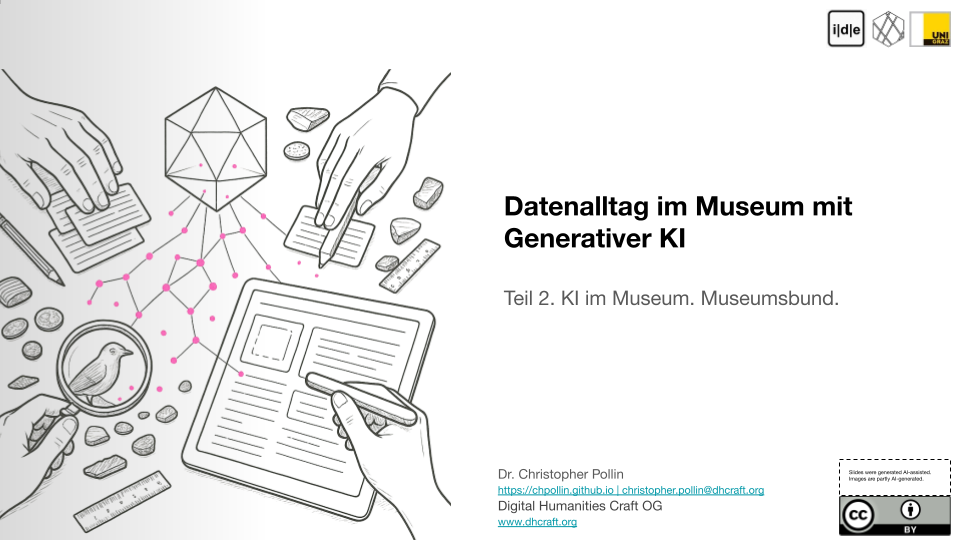 i|d|e
UNI
GRAZ
Datenalltag im Museum mit
Generativer KI
Teil 2. KI im Museum. Museumsbund.
Dr. Christopher Pollin
https://chpollin.github.io | christopher.pollin@dhcraft.org
Digital Humanities Craft OG
www.dhcraft.org
Slides were generated AI-assisted.
Images are partly AI-generated.
cc
BY